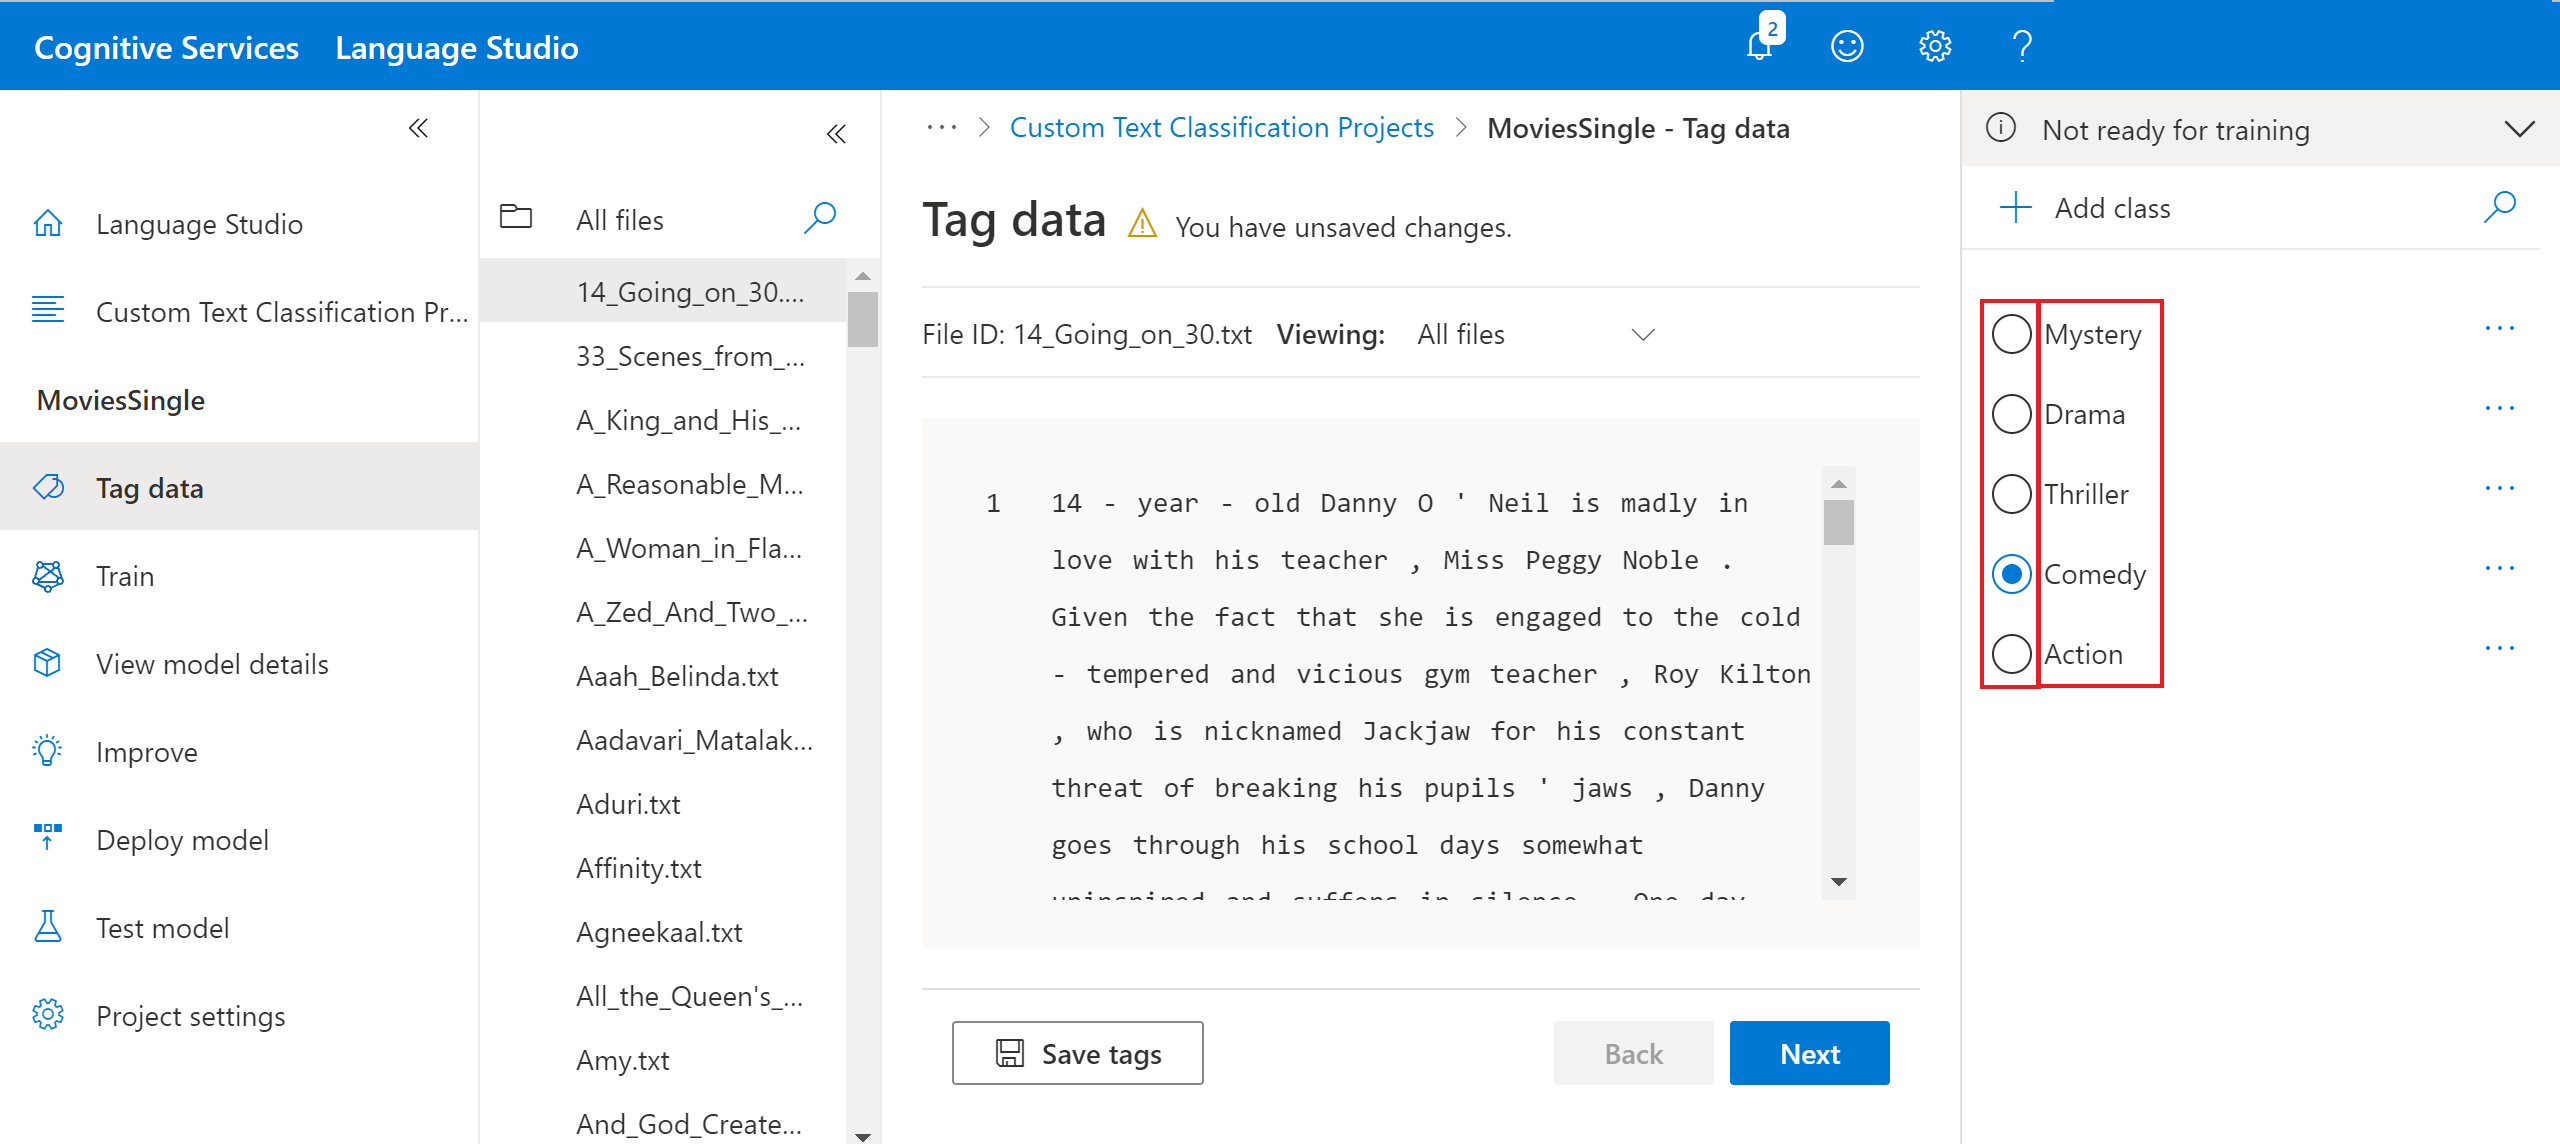 Cognitive Services Language Studio
2
Language Studio
Custom Text Classification Pr...
MoviesSingle
Tag data
Train
View model details
Improve
Deploy model
Test model
Project settings
All files
14_Going_on_30....
33_Scenes_from_...
A_King_and_His_...
A_Reasonable_M...
A_Woman_in_Fla...
A_Zed_And_Two_...
Aaah_Belinda.txt
Aadavari_Matalak...
Aduri.txt
Affinity.txt
Agneekaal.txt
All_the_Queen's_...
Amy.txt
And_God_Create...
... > Custom Text Classification Projects > MoviesSingle - Tag data
Tag data You have unsaved changes.
File ID: 14_Going_on_30.txt Viewing: All files
1 14 - year - old Danny O ' Neil is madly in
love with his teacher , Miss Peggy Noble .
Given the fact that she is engaged to the cold
- tempered and vicious gym teacher , Roy Kilton
, who is nicknamed Jackjaw for his constant
threat of breaking his pupils ' jaws , Danny
goes through his school days somewhat
uninspired and suffers in silence . One day
Save tags
Back
Next
Not ready for training
Add class
Mystery
Drama
Thriller
Comedy
Action